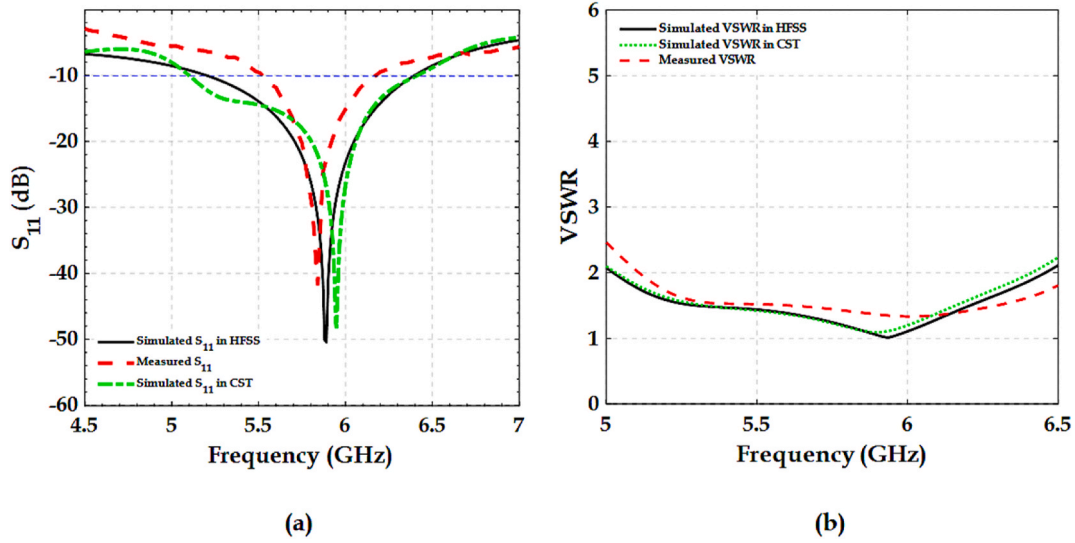 -10
-20
-30
-40
-50
-60
S11 (dB)
Simulated S11 in HFSS
Measured S11
Simulated S11 in CST
4.5 5 5.5 6 6.5 7
Frequency (GHz)
(a)
6
5
4
3
2
1
0
VSWR
Simulated VSWR in HFSS
Simulated VSWR in CST
Measured VSWR
5 5.5 6 6.5
Frequency (GHz)
(b)